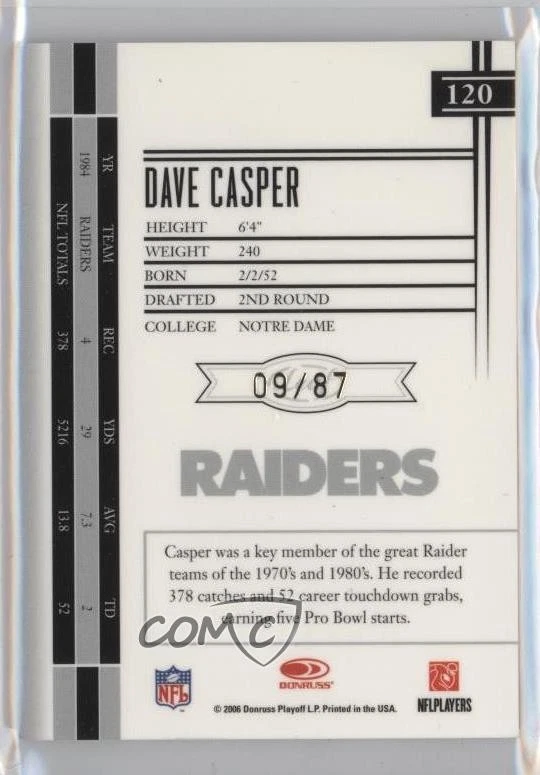 120
DAVE CASPER
HEIGHT 6'4"
WEIGHT 240
BORN 2/2/52
DRAFTED 2ND ROUND
COLLEGE NOTRE DAME
09/87
RAIDERS
Casper was a key member of the great Raider
teams of the 1970's and 1980's. He recorded
378 catches and 52 career touchdown grabs,
earning five Pro Bowl starts.
COMC
NFL
DONRUSS
NFLPLAYERS
© 2006 Donruss Playoff L.P. Printed in the USA.
YR TEAM REC YDS AVG TD
1984 RAIDERS 4 29 7.3 2
NFL TOTALS 378 5216 13.8 52